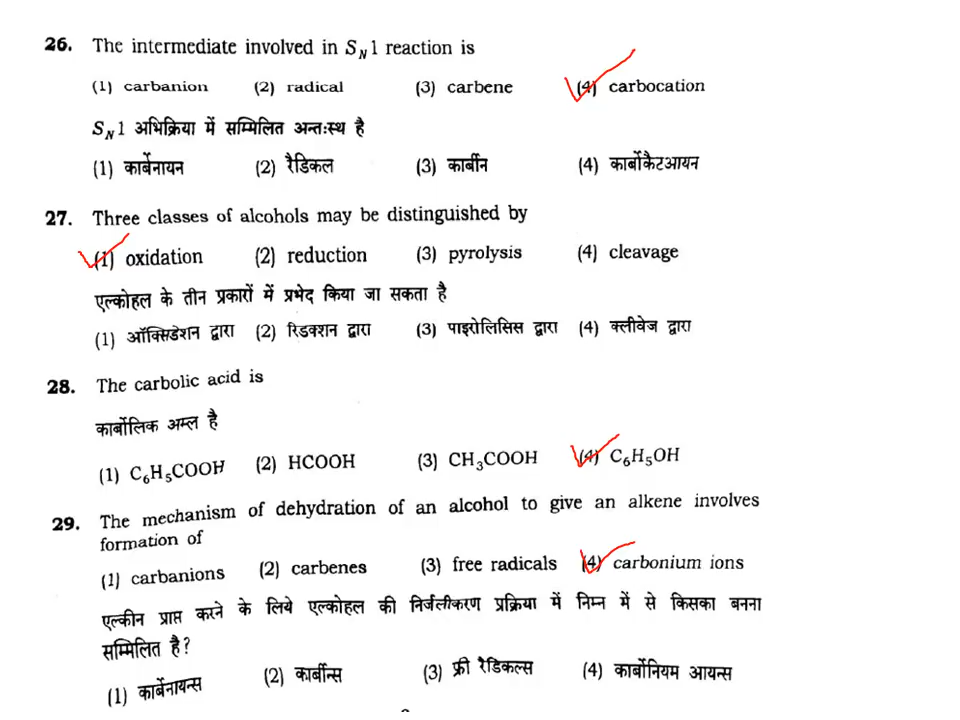 26. The intermediate involved in S_N1 reaction is
(1) carbanion (2) radical (3) carbene (4) carbocation
S_N1 अभिक्रिया में सम्मिलित अन्तःस्थ है
(1) कार्बेनायन (2) रैडिकल (3) कार्बीन (4) कार्बोकैटआयन
27. Three classes of alcohols may be distinguished by
(1) oxidation (2) reduction (3) pyrolysis (4) cleavage
एल्कोहल के तीन प्रकारों में प्रभेद किया जा सकता है
(1) ऑक्सिडेशन द्वारा (2) रिडक्शन द्वारा (3) पाइरोलिसिस द्वारा (4) क्लीवेज द्वारा
28. The carbolic acid is
कार्बोलिक अम्ल है
(1) C₆H₅COOH (2) HCOOH (3) CH₃COOH (4) C₆H₅OH
29. The mechanism of dehydration of an alcohol to give an alkene involves
formation of
(1) carbanions (2) carbenes (3) free radicals (4) carbonium ions
एल्कीन प्राप्त करने के लिये एल्कोहल की निर्जलीकरण प्रक्रिया में निम्न में से किसका बनना
सम्मिलित है?
(1) कार्बेनायन्स (2) कार्बीन्स (3) फ्री रैडिकल्स (4) कार्बोनियम आयन्स